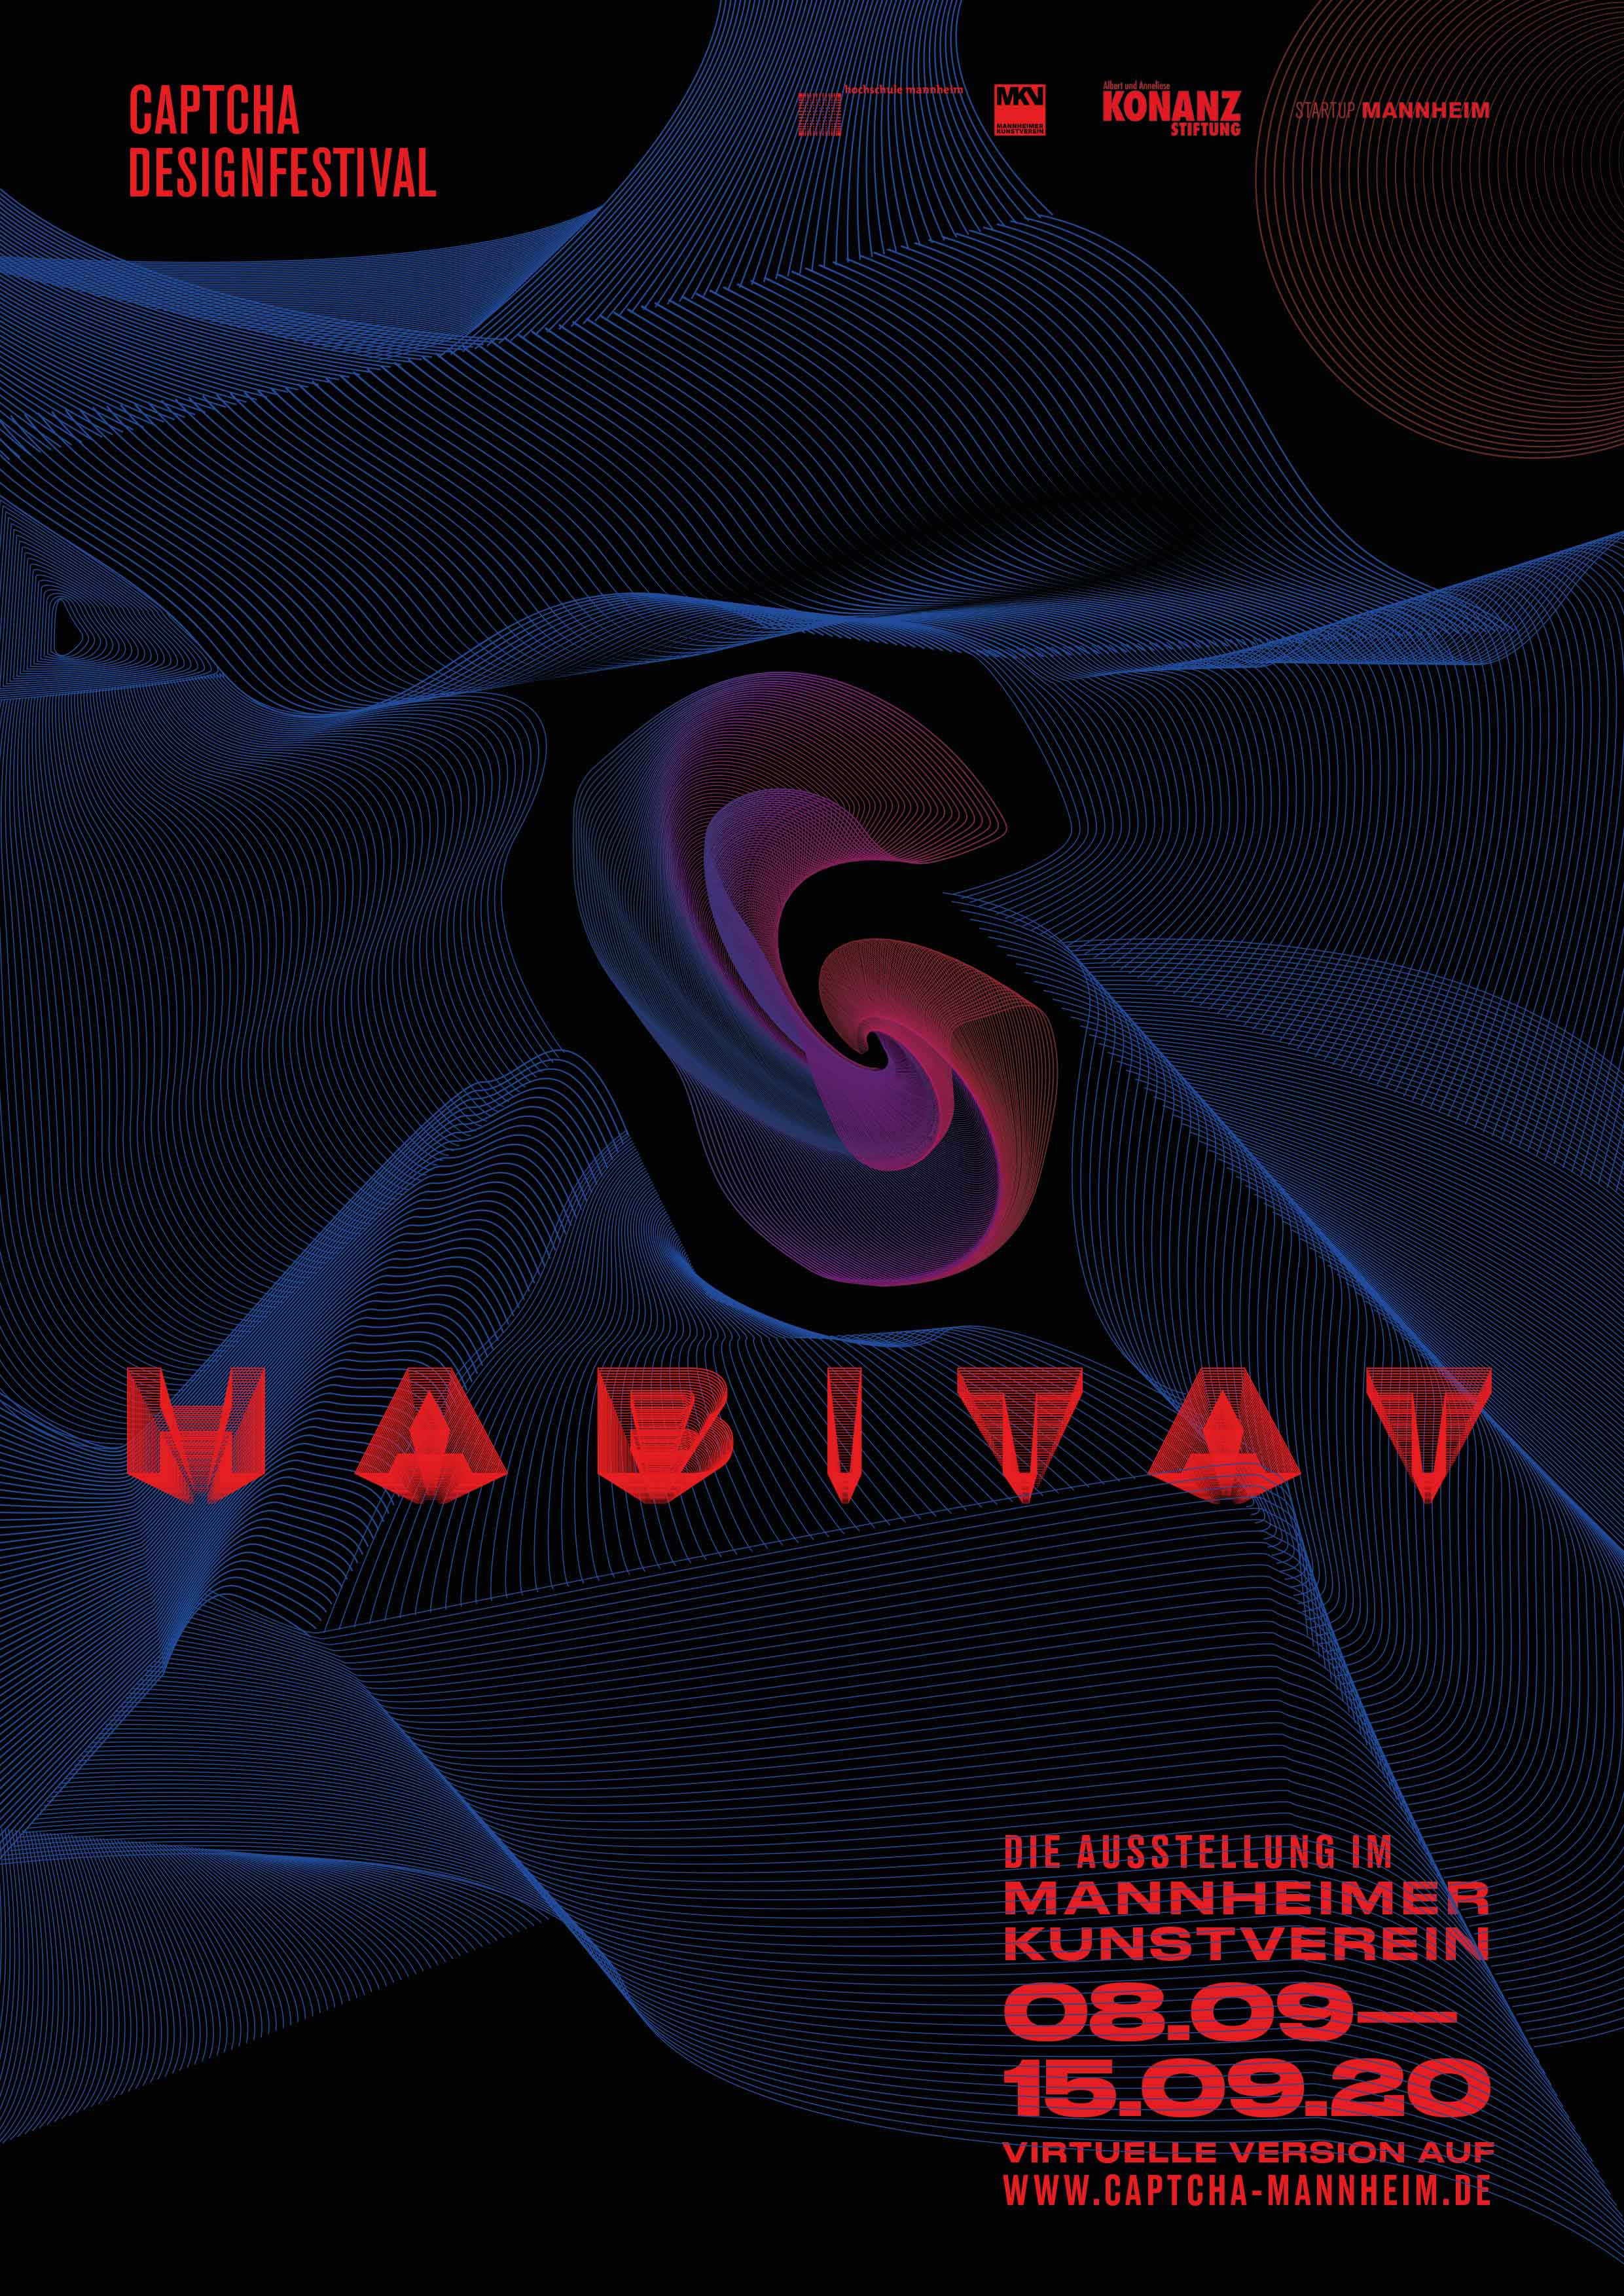 CAPTCHA
DESIGNFESTIVAL
hochschule mannheim
MKV
MANNHEIMER
KUNSTVEREIN
Albert und Anneliese
KONANZ
STIFTUNG
STARTUP MANNHEIM
HABITAT
DIE AUSSTELLUNG IM
MANNHEIMER
KUNSTVEREIN
08.09—
15.09.20
VIRTUELLE VERSION AUF
WWW.CAPTCHA-MANNHEIM.DE